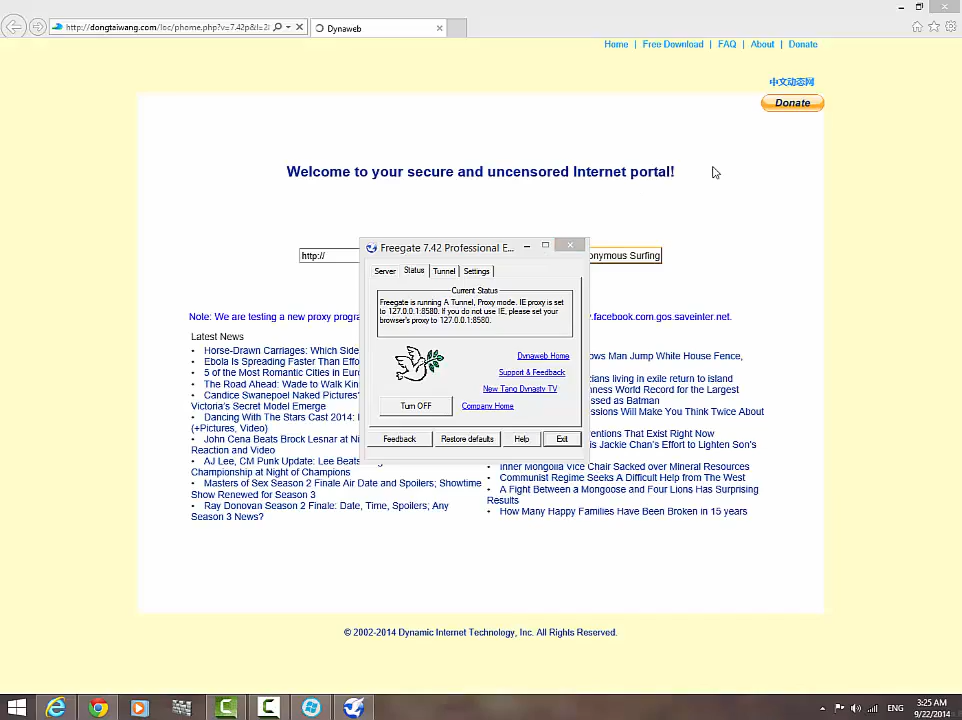 http://dongtaiwang.com/loc/phome.php?v=7.42p&l=2
Dynaweb
Home | Free Download | FAQ | About | Donate
中文动态网
Donate
Welcome to your secure and uncensored Internet portal!
http://
onymous Surfing
Note: We are testing a new proxy progra
.facebook.com.gos.saveinter.net.
Latest News
• Horse-Drawn Carriages: Which Side
• Ebola Is Spreading Faster Than Effo
• 5 of the Most Romantic Cities in Euro
• The Road Ahead: Wade to Walk Kin
• Candice Swanepoel Naked Pictures
Victoria's Secret Model Emerge
• Dancing With The Stars Cast 2014:
(+Pictures, Video)
• John Cena Beats Brock Lesnar at Ni
Reaction and Video
• AJ Lee, CM Punk Update: Lee Beats
Championship at Night of Champions
• Masters of Sex Season 2 Finale Air Date and Spoilers; Showtime
Show Renewed for Season 3
• Ray Donovan Season 2 Finale: Date, Time, Spoilers; Any
Season 3 News?
ows Man Jump White House Fence,
cians living in exile return to island
ness World Record for the Largest
essed as Batman
essions Will Make You Think Twice About
entions That Exist Right Now
is Jackie Chan's Effort to Lighten Son's
• Inner Mongolia Vice Chair Sacked over Mineral Resources
• Communist Regime Seeks A Difficult Help from The West
• A Fight Between a Mongoose and Four Lions Has Surprising
Results
• How Many Happy Families Have Been Broken in 15 years
Freegate 7.42 Professional E...
Server Status Tunnel Settings
Current Status
Freegate is running A Tunnel, Proxy mode. IE proxy is set
to 127.0.0.1:8580. If you do not use IE, please set your
browser's proxy to 127.0.0.1:8580.
Dynaweb Home
Support & Feedback
New Tang Dynasty TV
Turn OFF
Company Home
Feedback Restore defaults Help Exit
© 2002-2014 Dynamic Internet Technology, Inc. All Rights Reserved.
ENG
3:25 AM
9/22/2014